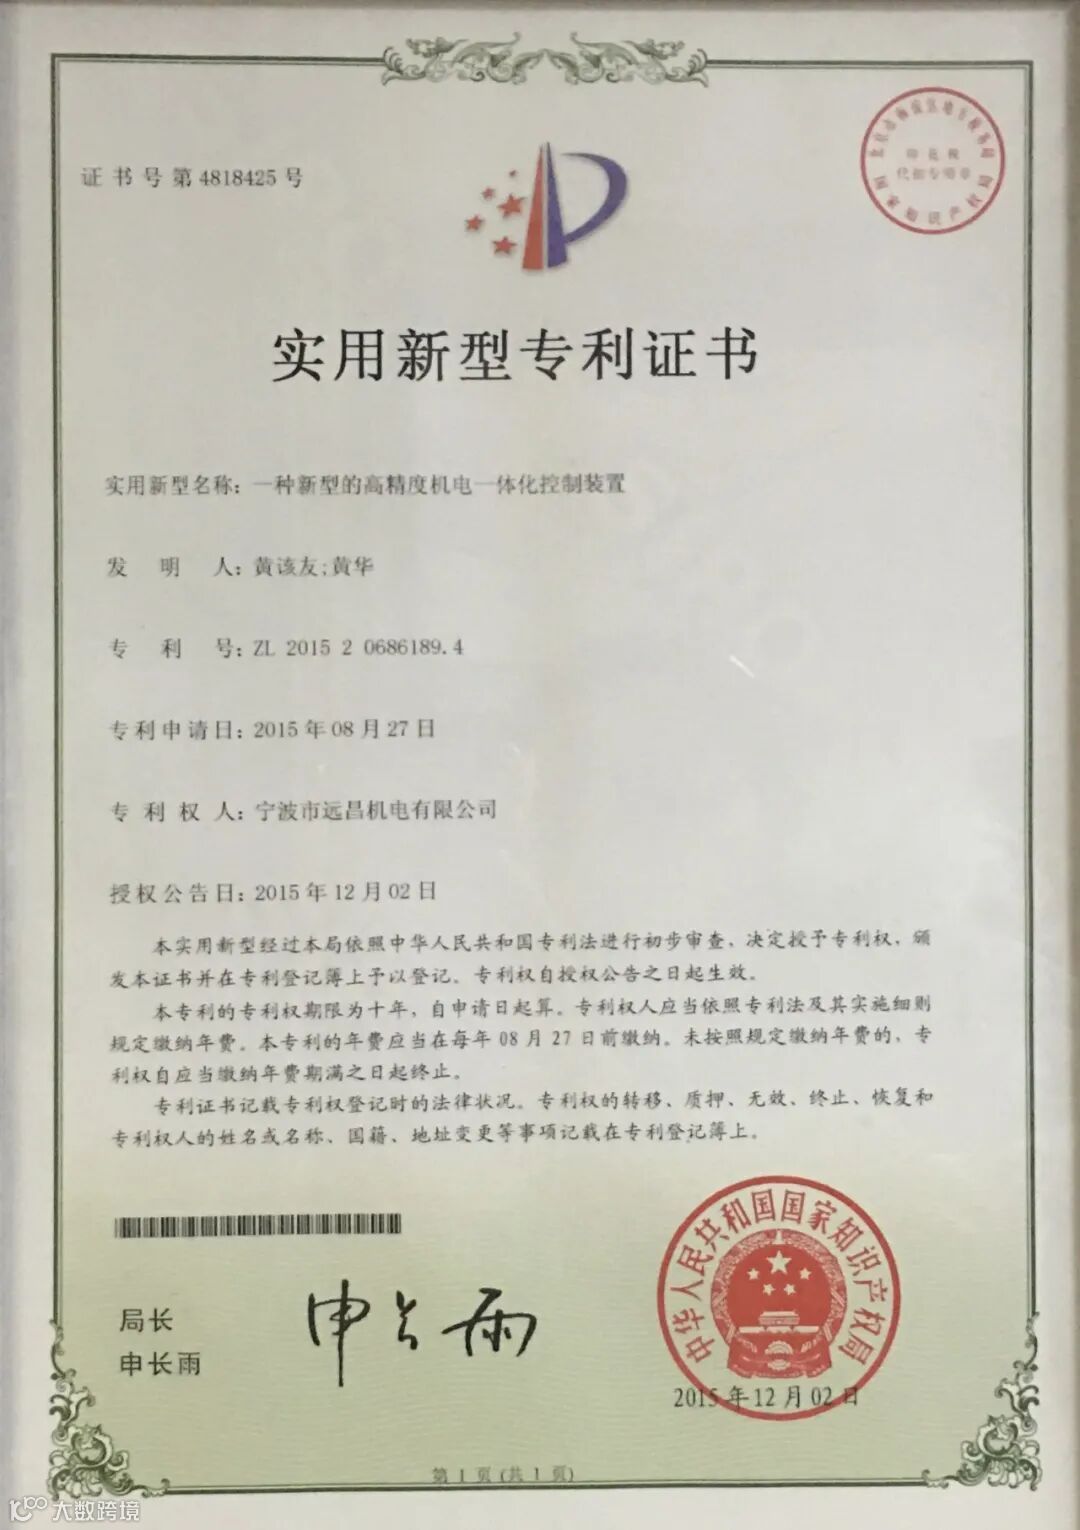 证书号第4818425号
印花税
代扣专用章
国家知识产权局
实用新型专利证书
实用新型名称：一种新型的高精度机电一体化控制装置
发明人：黄该友;黄华
专利号：ZL 2015 2 0686189.4
专利申请日：2015年08月27日
专利权人：宁波市远昌机电有限公司
授权公告日：2015年12月02日
本实用新型经过本局依照中华人民共和国专利法进行初步审查，决定授予专利权，颁
发本证书并在专利登记簿上予以登记。专利权自授权公告之日起生效。
本专利的专利权期限为十年，自申请日起算。专利权人应当依照专利法及其实施细则
规定缴纳年费。本专利的年费应当在每年08月27日前缴纳。未按照规定缴纳年费的，专
利权自应当缴纳年费期满之日起终止。
专利证书记载专利权登记时的法律状况。专利权的转移、质押、无效、终止、恢复和
专利权人的姓名或名称、国籍、地址变更等事项记载在专利登记簿上。
局长
申长雨
申长雨
中华人民共和国国家知识产权局
2015年12月02日
第1页(共1页)
大数跨境